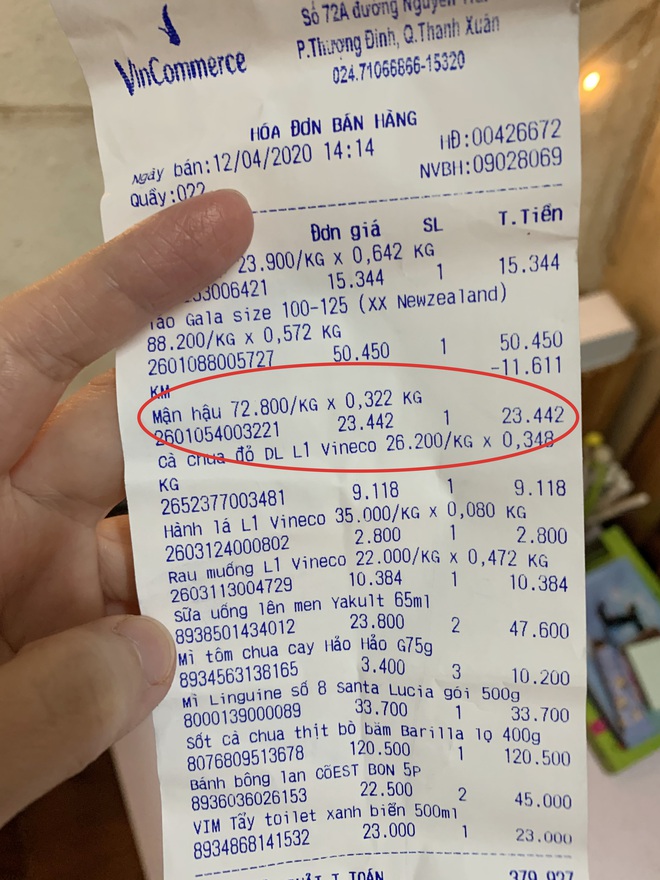 VinCommerce
Số 72A đường Nguyễn
P.Thượng Đình, Q.Thanh Xuân
024.71066866-15320
HÓA ĐƠN BÁN HÀNG
Ngày bán:12/04/2020 14:14 HĐ:00426672
Quầy:022 NVBH:09028069
Đơn giá SL T.Tiền
23.900/KG x 0,642 KG
3006421 15.344 1 15.344
Táo Gala size 100-125 (XX Newzealand)
88.200/KG x 0,572 KG
2601088005727 50.450 1 50.450
KM -11.611
Mận hậu 72.800/KG x 0,322 KG
2601054003221 23.442 1 23.442
Cà chua đỏ DL L1 Vineco 26.200/KG x 0,348
KG
2652377003481 9.118 1 9.118
Hành lá L1 Vineco 35.000/KG x 0,080 KG
2603124000802 2.800 1 2.800
Rau muống L1 Vineco 22.000/KG x 0,472 KG
2603113004729 10.384 1 10.384
Sữa uống lên men Yakult 65ml
8938501434012 23.800 2 47.600
Mì tôm chua cay Hảo Hảo G75g
8934563138165 3.400 3 10.200
Mì Linguine số 8 Santa Lucia gói 500g
8000139000089 33.700 1 33.700
Sốt cà chua thịt bò băm Barilla lọ 400g
8076809513678 120.500 1 120.500
Bánh bông lan CÕEST BON 5P
8936036026153 22.500 2 45.000
VIM Tẩy toilet xanh biển 500ml
8934868141532 23.000 1 23.000
T.TOÁN 379.927